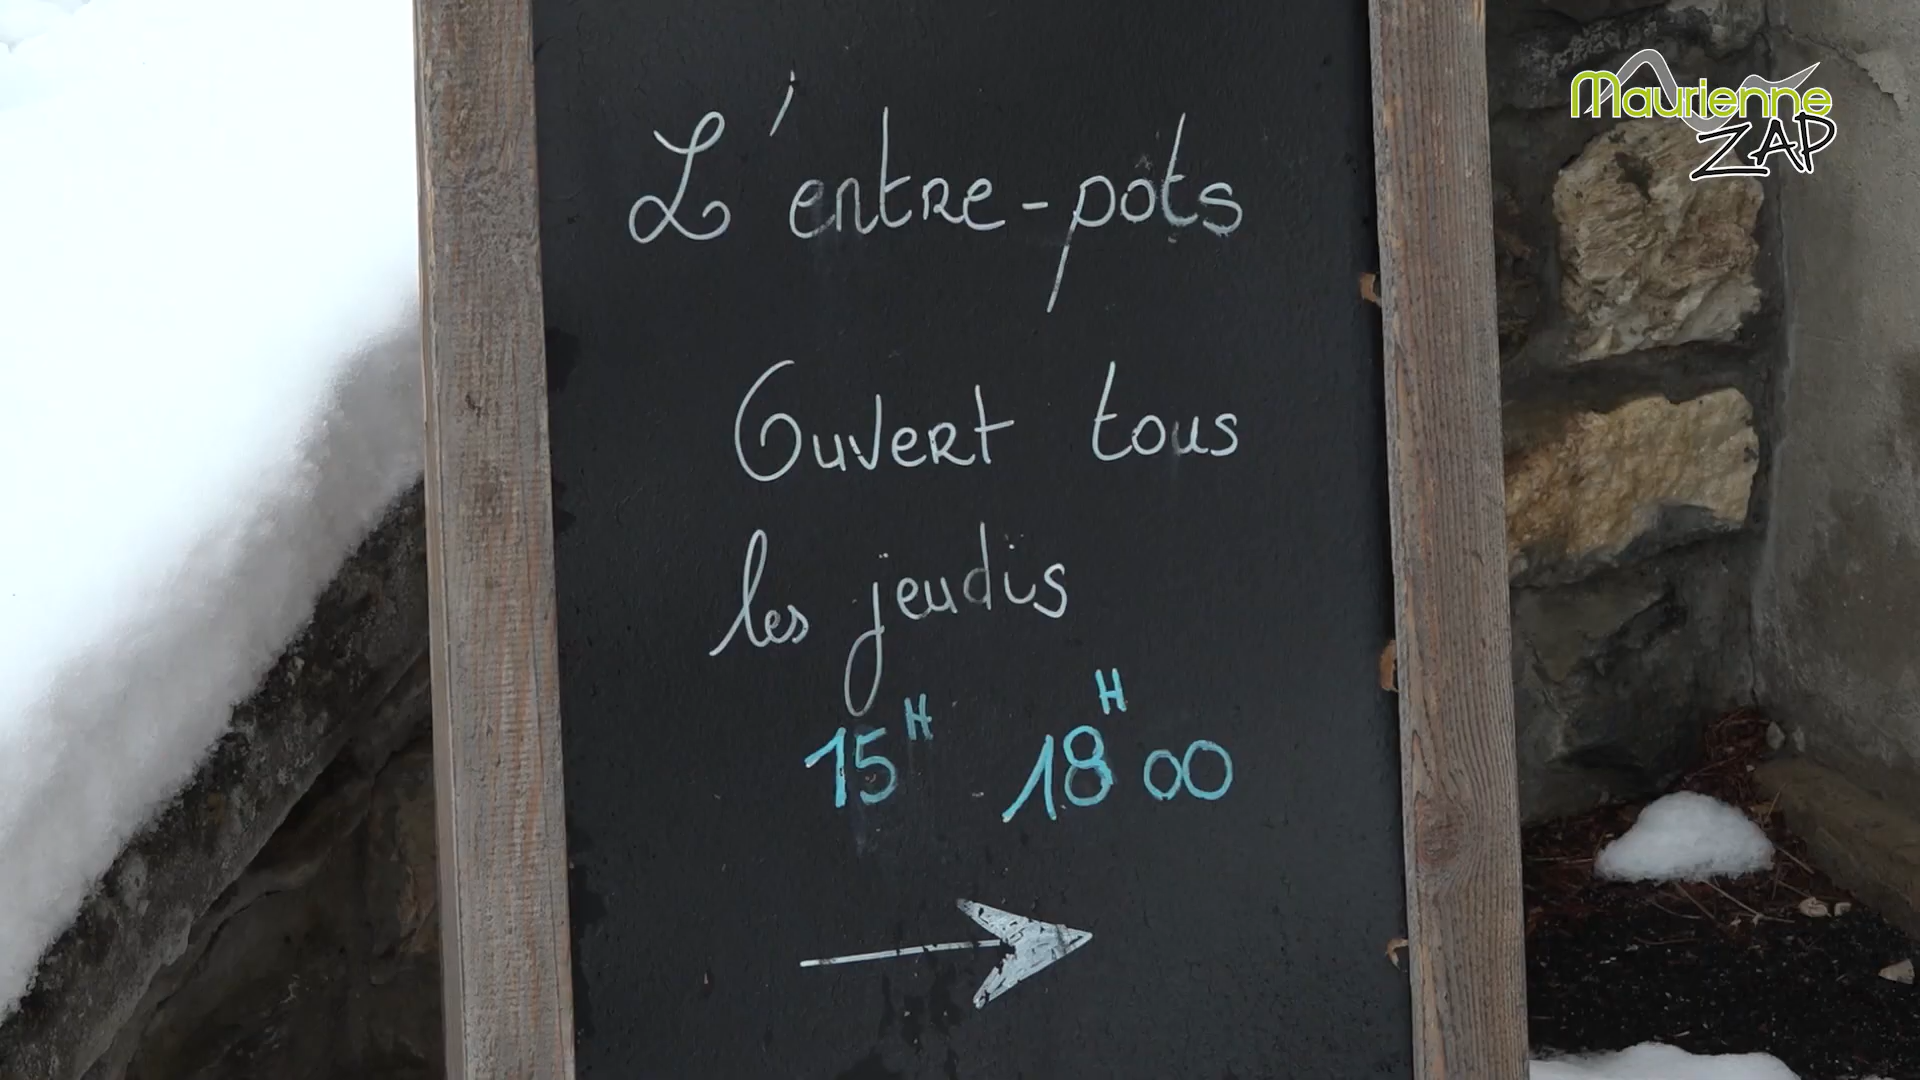 Maurienne
ZAP
L'entre-pots
Ouvert tous
les jeudis
15H 18H00